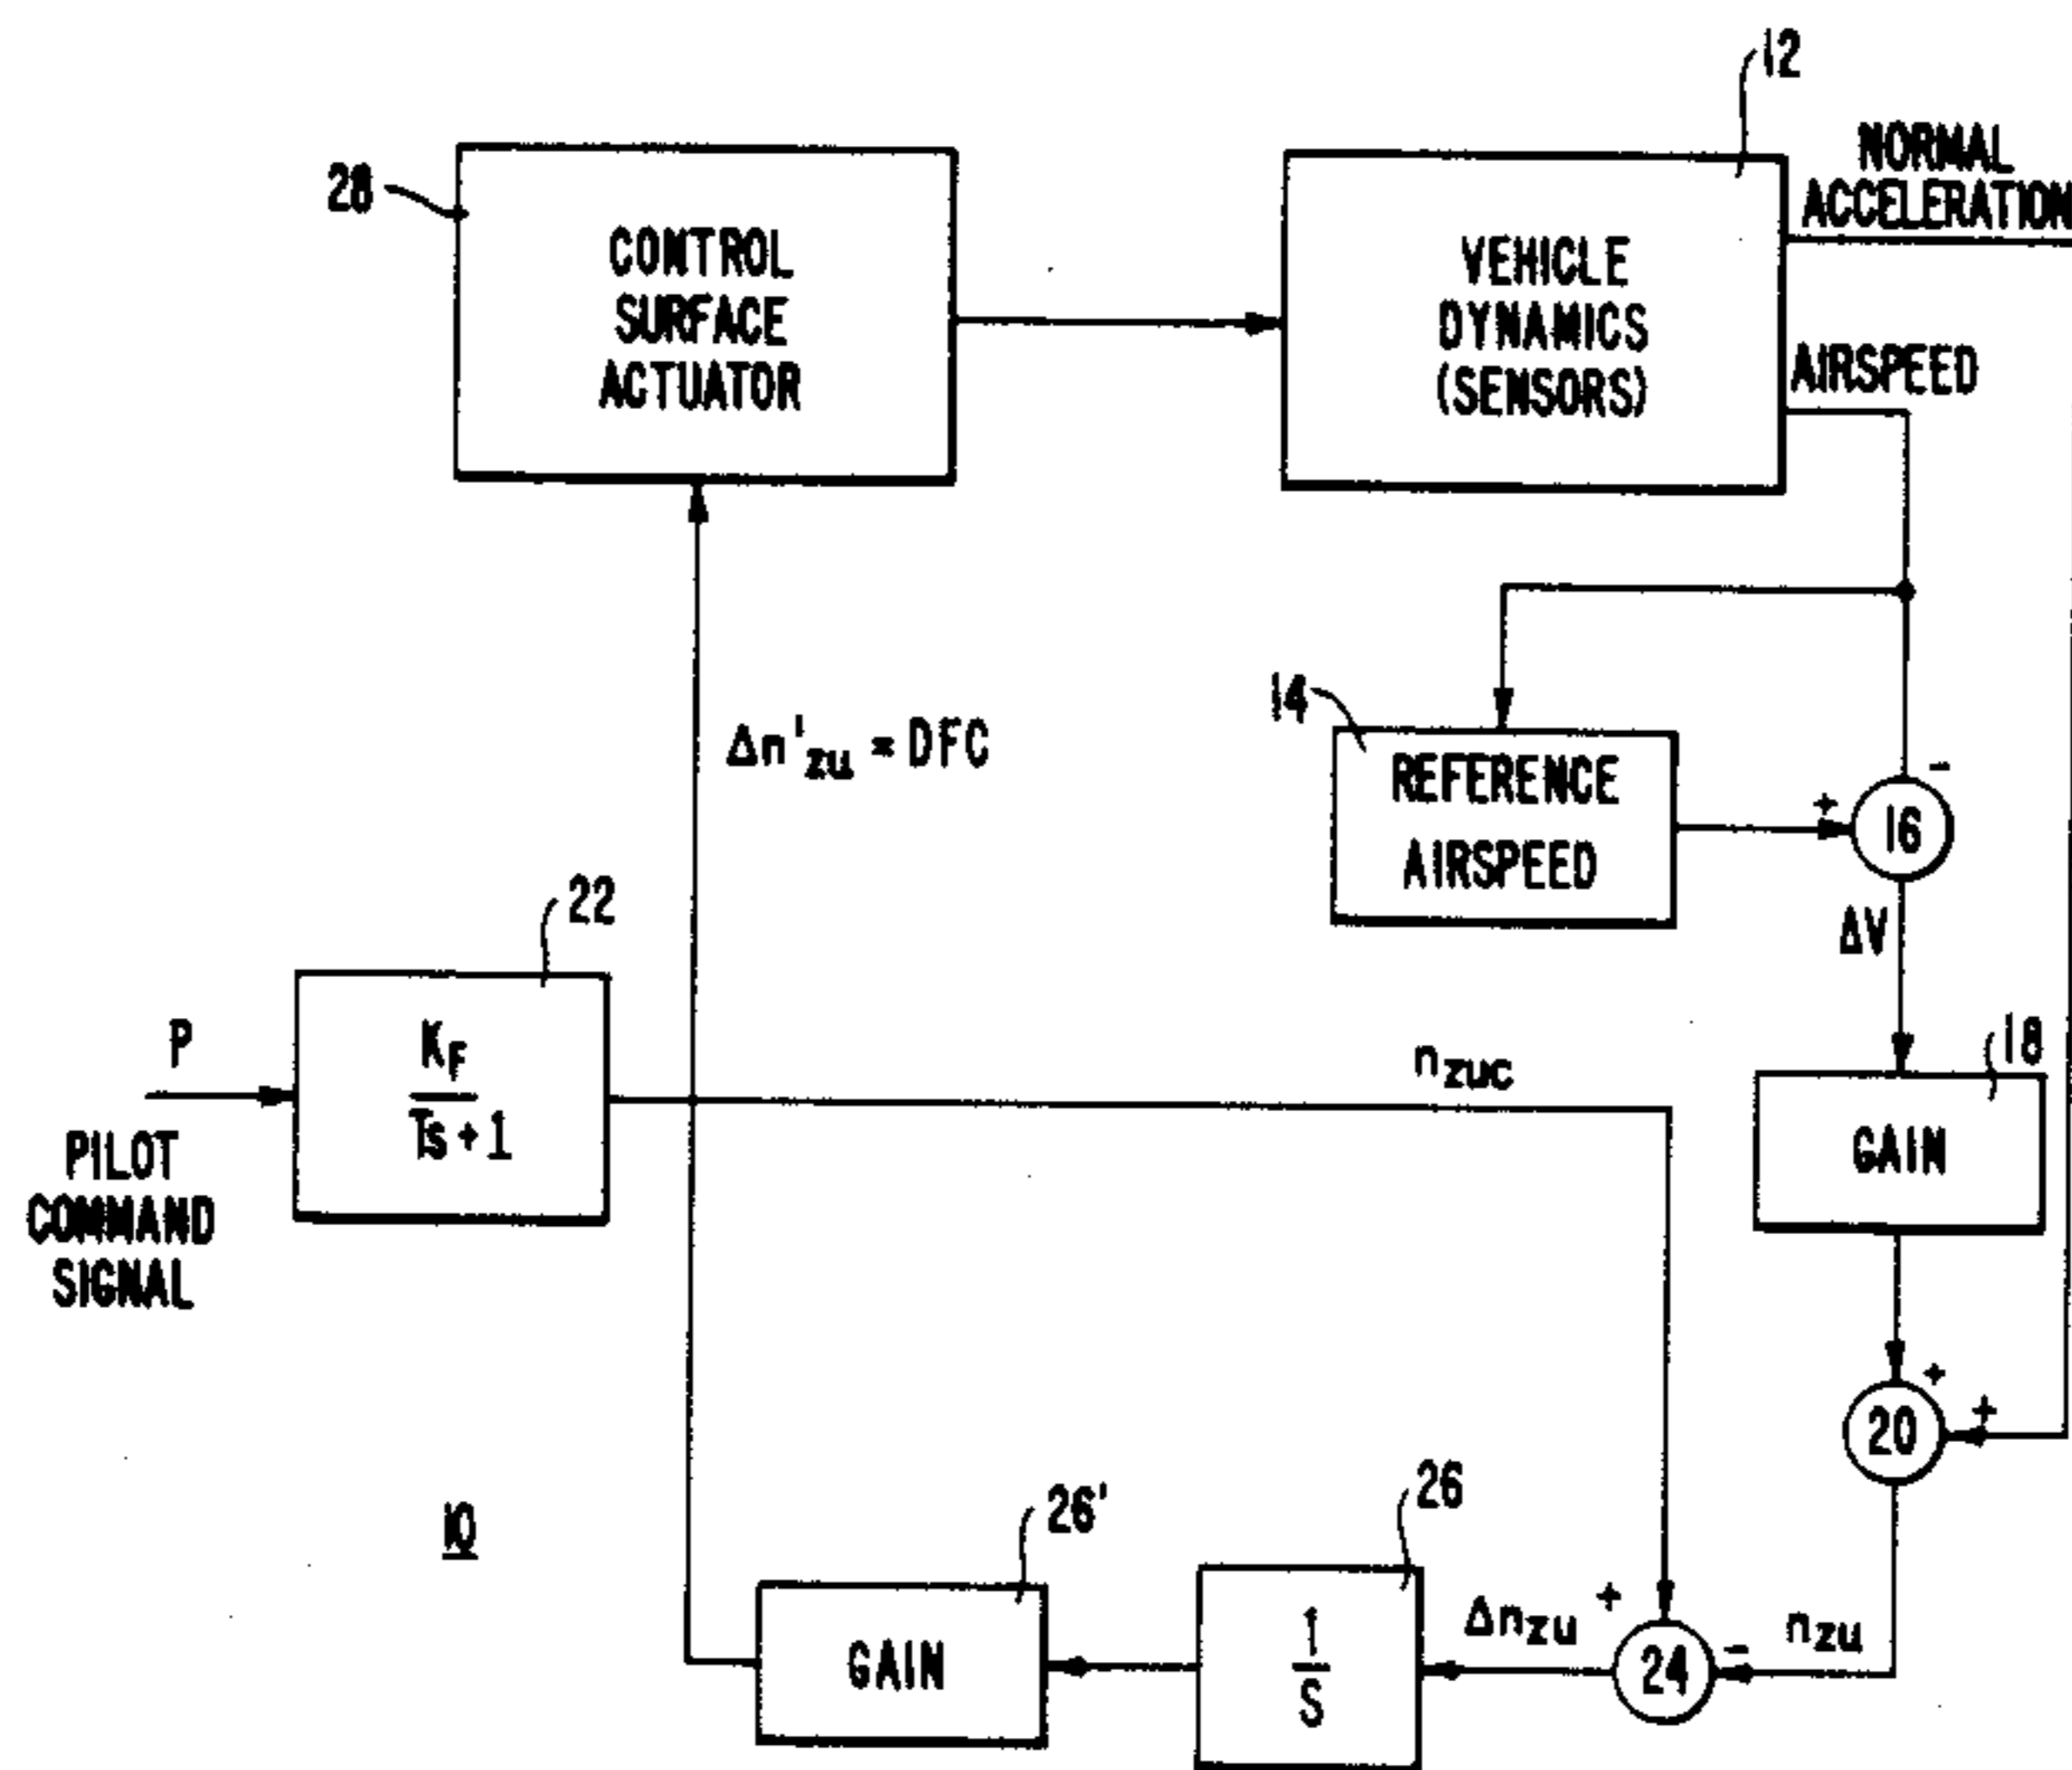 12
NORMAL
ACCELERATION
28
CONTROL
SURFACE
ACTUATOR
VEHICLE
DYNAMICS
(SENSORS)
AIRSPEED
14
Δn'zu = DFC
REFERENCE
AIRSPEED
+
-
16
ΔV
22
P
PILOT
COMMAND
SIGNAL
KF
Ts + 1
nzuc
18
GAIN
+
+
20
10
26'
GAIN
26
1
S
Δnzu
+
24
-
nzu